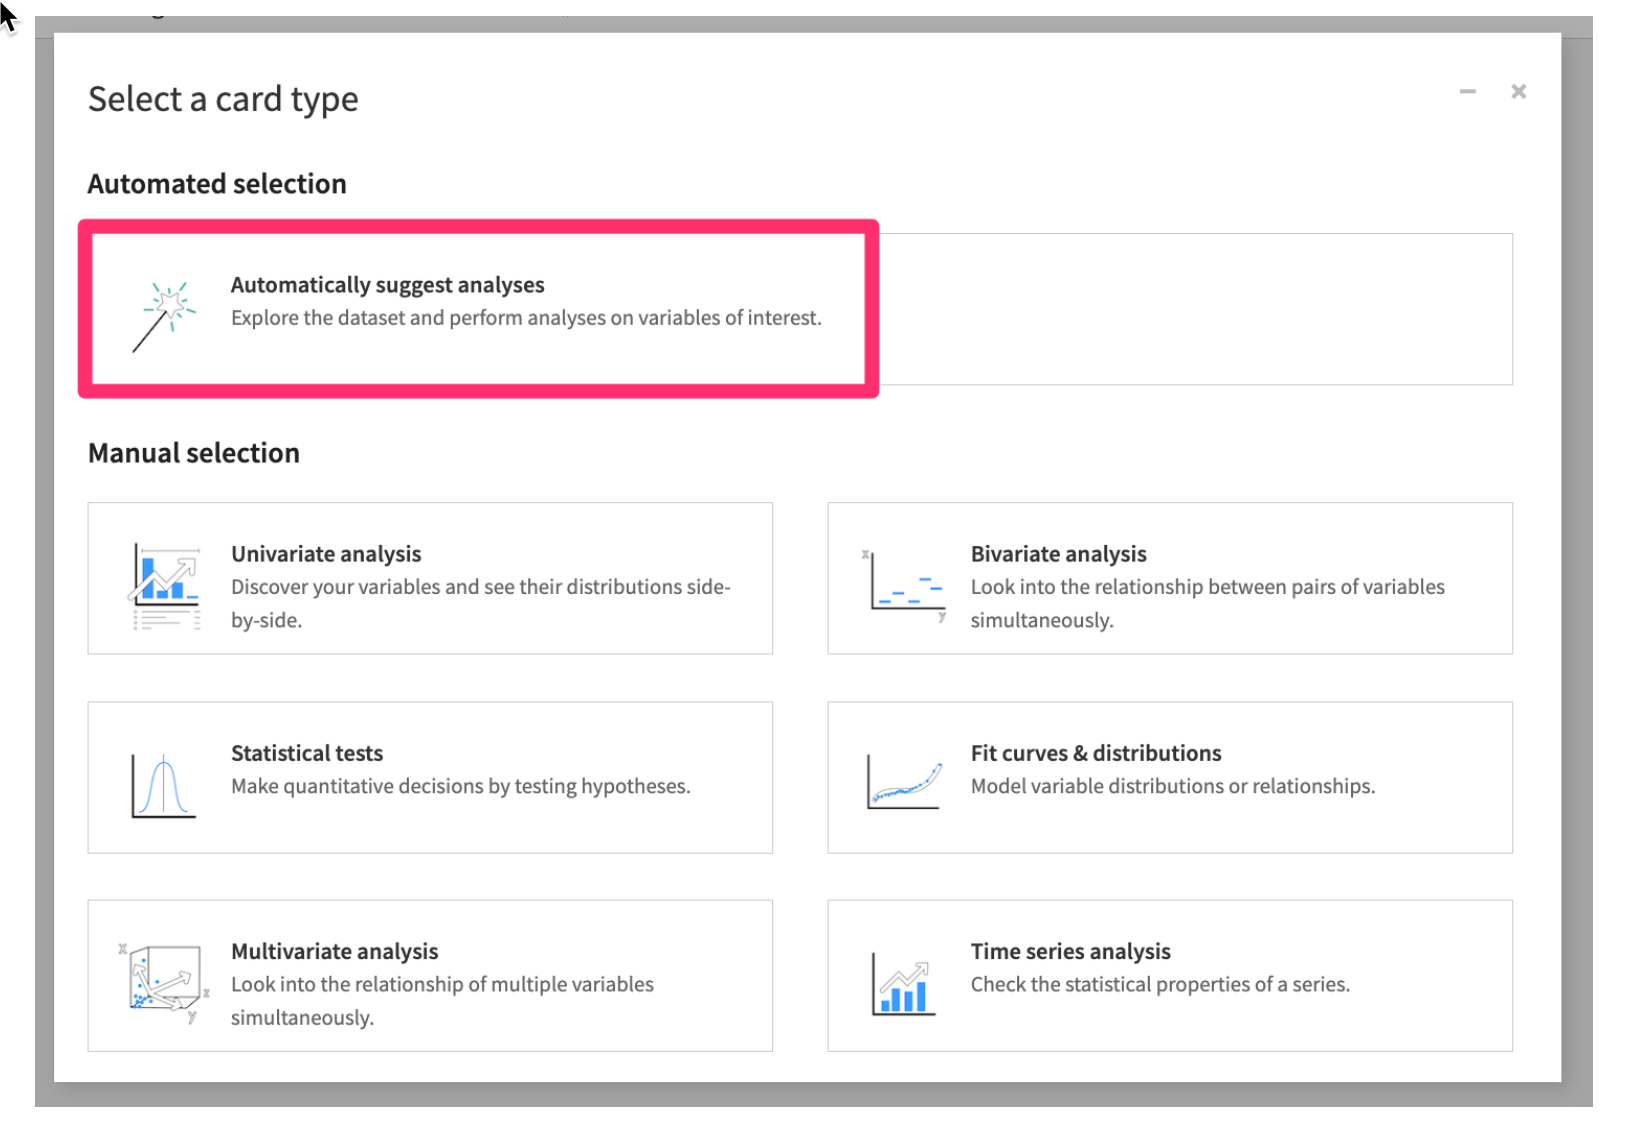 Select a card type
Automated selection
Automatically suggest analyses
Explore the dataset and perform analyses on variables of interest.
Manual selection
Univariate analysis
Discover your variables and see their distributions side-
by-side.
Bivariate analysis
Look into the relationship between pairs of variables
simultaneously.
x
y
Statistical tests
Make quantitative decisions by testing hypotheses.
Fit curves & distributions
Model variable distributions or relationships.
Multivariate analysis
Look into the relationship of multiple variables
simultaneously.
x
z
y
Time series analysis
Check the statistical properties of a series.